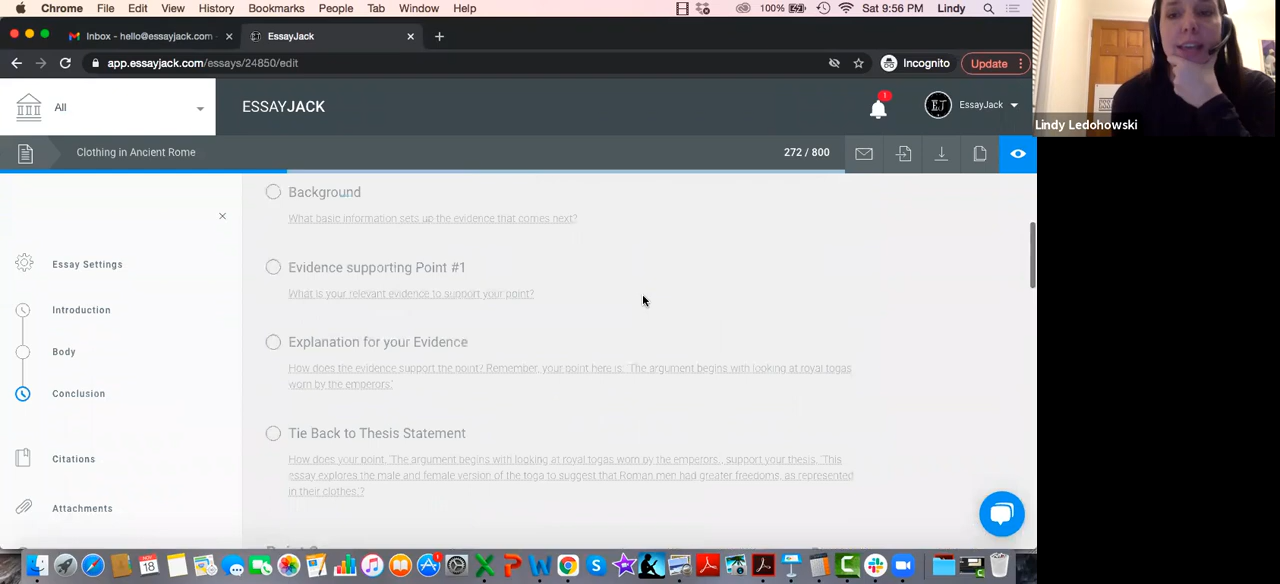 Chrome File Edit View History Bookmarks People Tab Window Help 100% Sat 9:56 PM Lindy
Inbox - hello@essayjack.com EssayJack
app.essayjack.com/essays/24850/edit Incognito Update
All ESSAYJACK 1 EJ EssayJack
Lindy Ledohowski
Clothing in Ancient Rome 272 / 800
Background
What basic information sets up the evidence that comes next?
Essay Settings
Evidence supporting Point #1
What is your relevant evidence to support your point?
Introduction
Explanation for your Evidence
Body
How does the evidence support the point? Remember, your point here is: 'The argument begins with looking at royal togas
worn by the emperors.'
Conclusion
Tie Back to Thesis Statement
Citations
How does your point, 'The argument begins with looking at royal togas worn by the emperors., support your thesis, 'This
essay explores the male and female version of the toga to suggest that Roman men had greater freedoms, as represented
in their clothes.?
Attachments
NOV
18